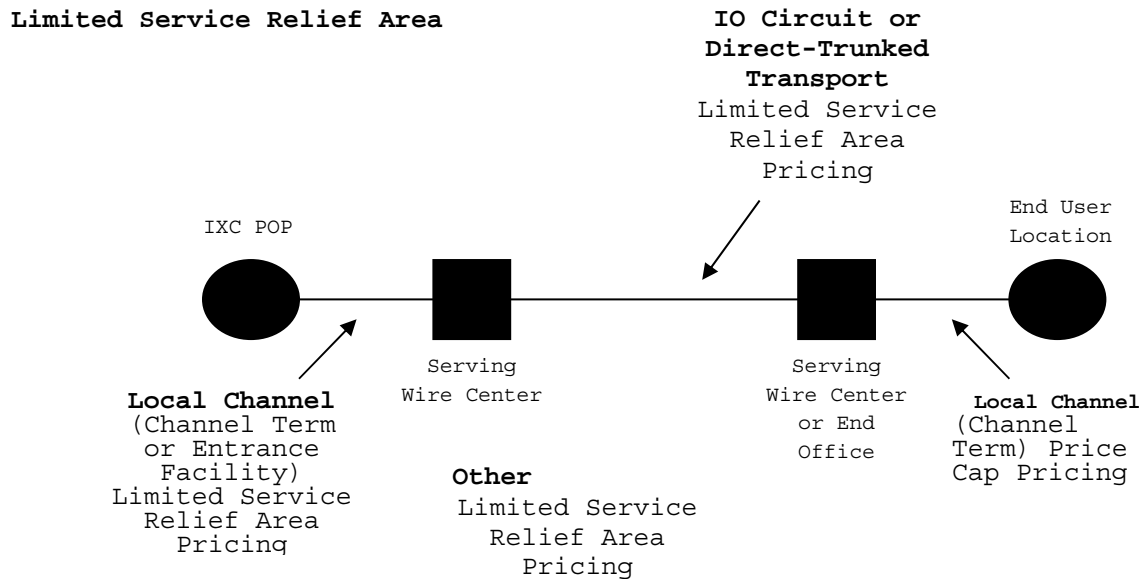 Limited Service Relief Area
IO Circuit or
Direct-Trunked
Transport
Limited Service
Relief Area
Pricing
IXC POP
End User
Location
Serving
Wire Center
Serving
Wire Center
or End
Office
Local Channel
(Channel Term
or Entrance
Facility)
Limited Service
Relief Area
Pricing
Other
Limited Service
Relief Area
Pricing
Local Channel
(Channel
Term) Price
Cap Pricing